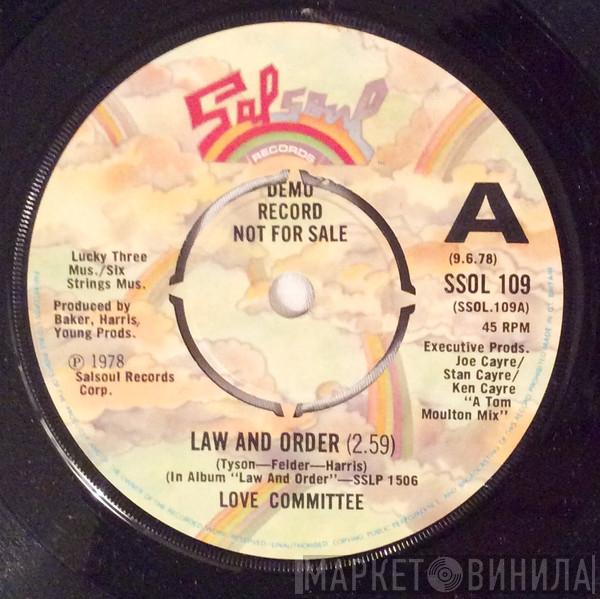 Salsoul
RECORDS
DEMO
RECORD
NOT FOR SALE
A
(9.6.78)
SSOL 109
(SSOL.109A)
45 RPM
Lucky Three
Mus./Six
Strings Mus.
Produced by
Baker, Harris,
Young Prods.
℗ 1978
Salsoul Records
Corp.
Executive Prods.
Joe Cayre/
Stan Cayre/
Ken Cayre
"A Tom
Moulton Mix"
LAW AND ORDER (2.59)
(Tyson—Felder—Harris)
(In Album "Law And Order"—SSLP 1506
LOVE COMMITTEE
МАРКЕТ ВИНИЛА